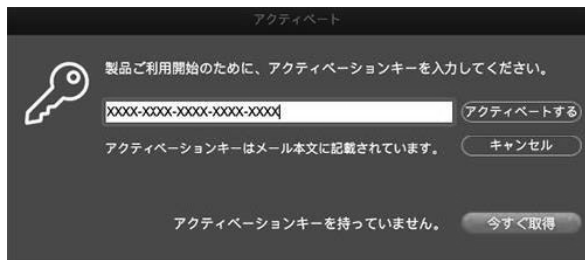 アクティベート
製品ご利用開始のために、アクティベーションキーを入力してください。
XXXX-XXXX-XXXX-XXXX-XXXX
アクティベートする
アクティベーションキーはメール本文に記載されています。
キャンセル
アクティベーションキーを持っていません。
今すぐ取得